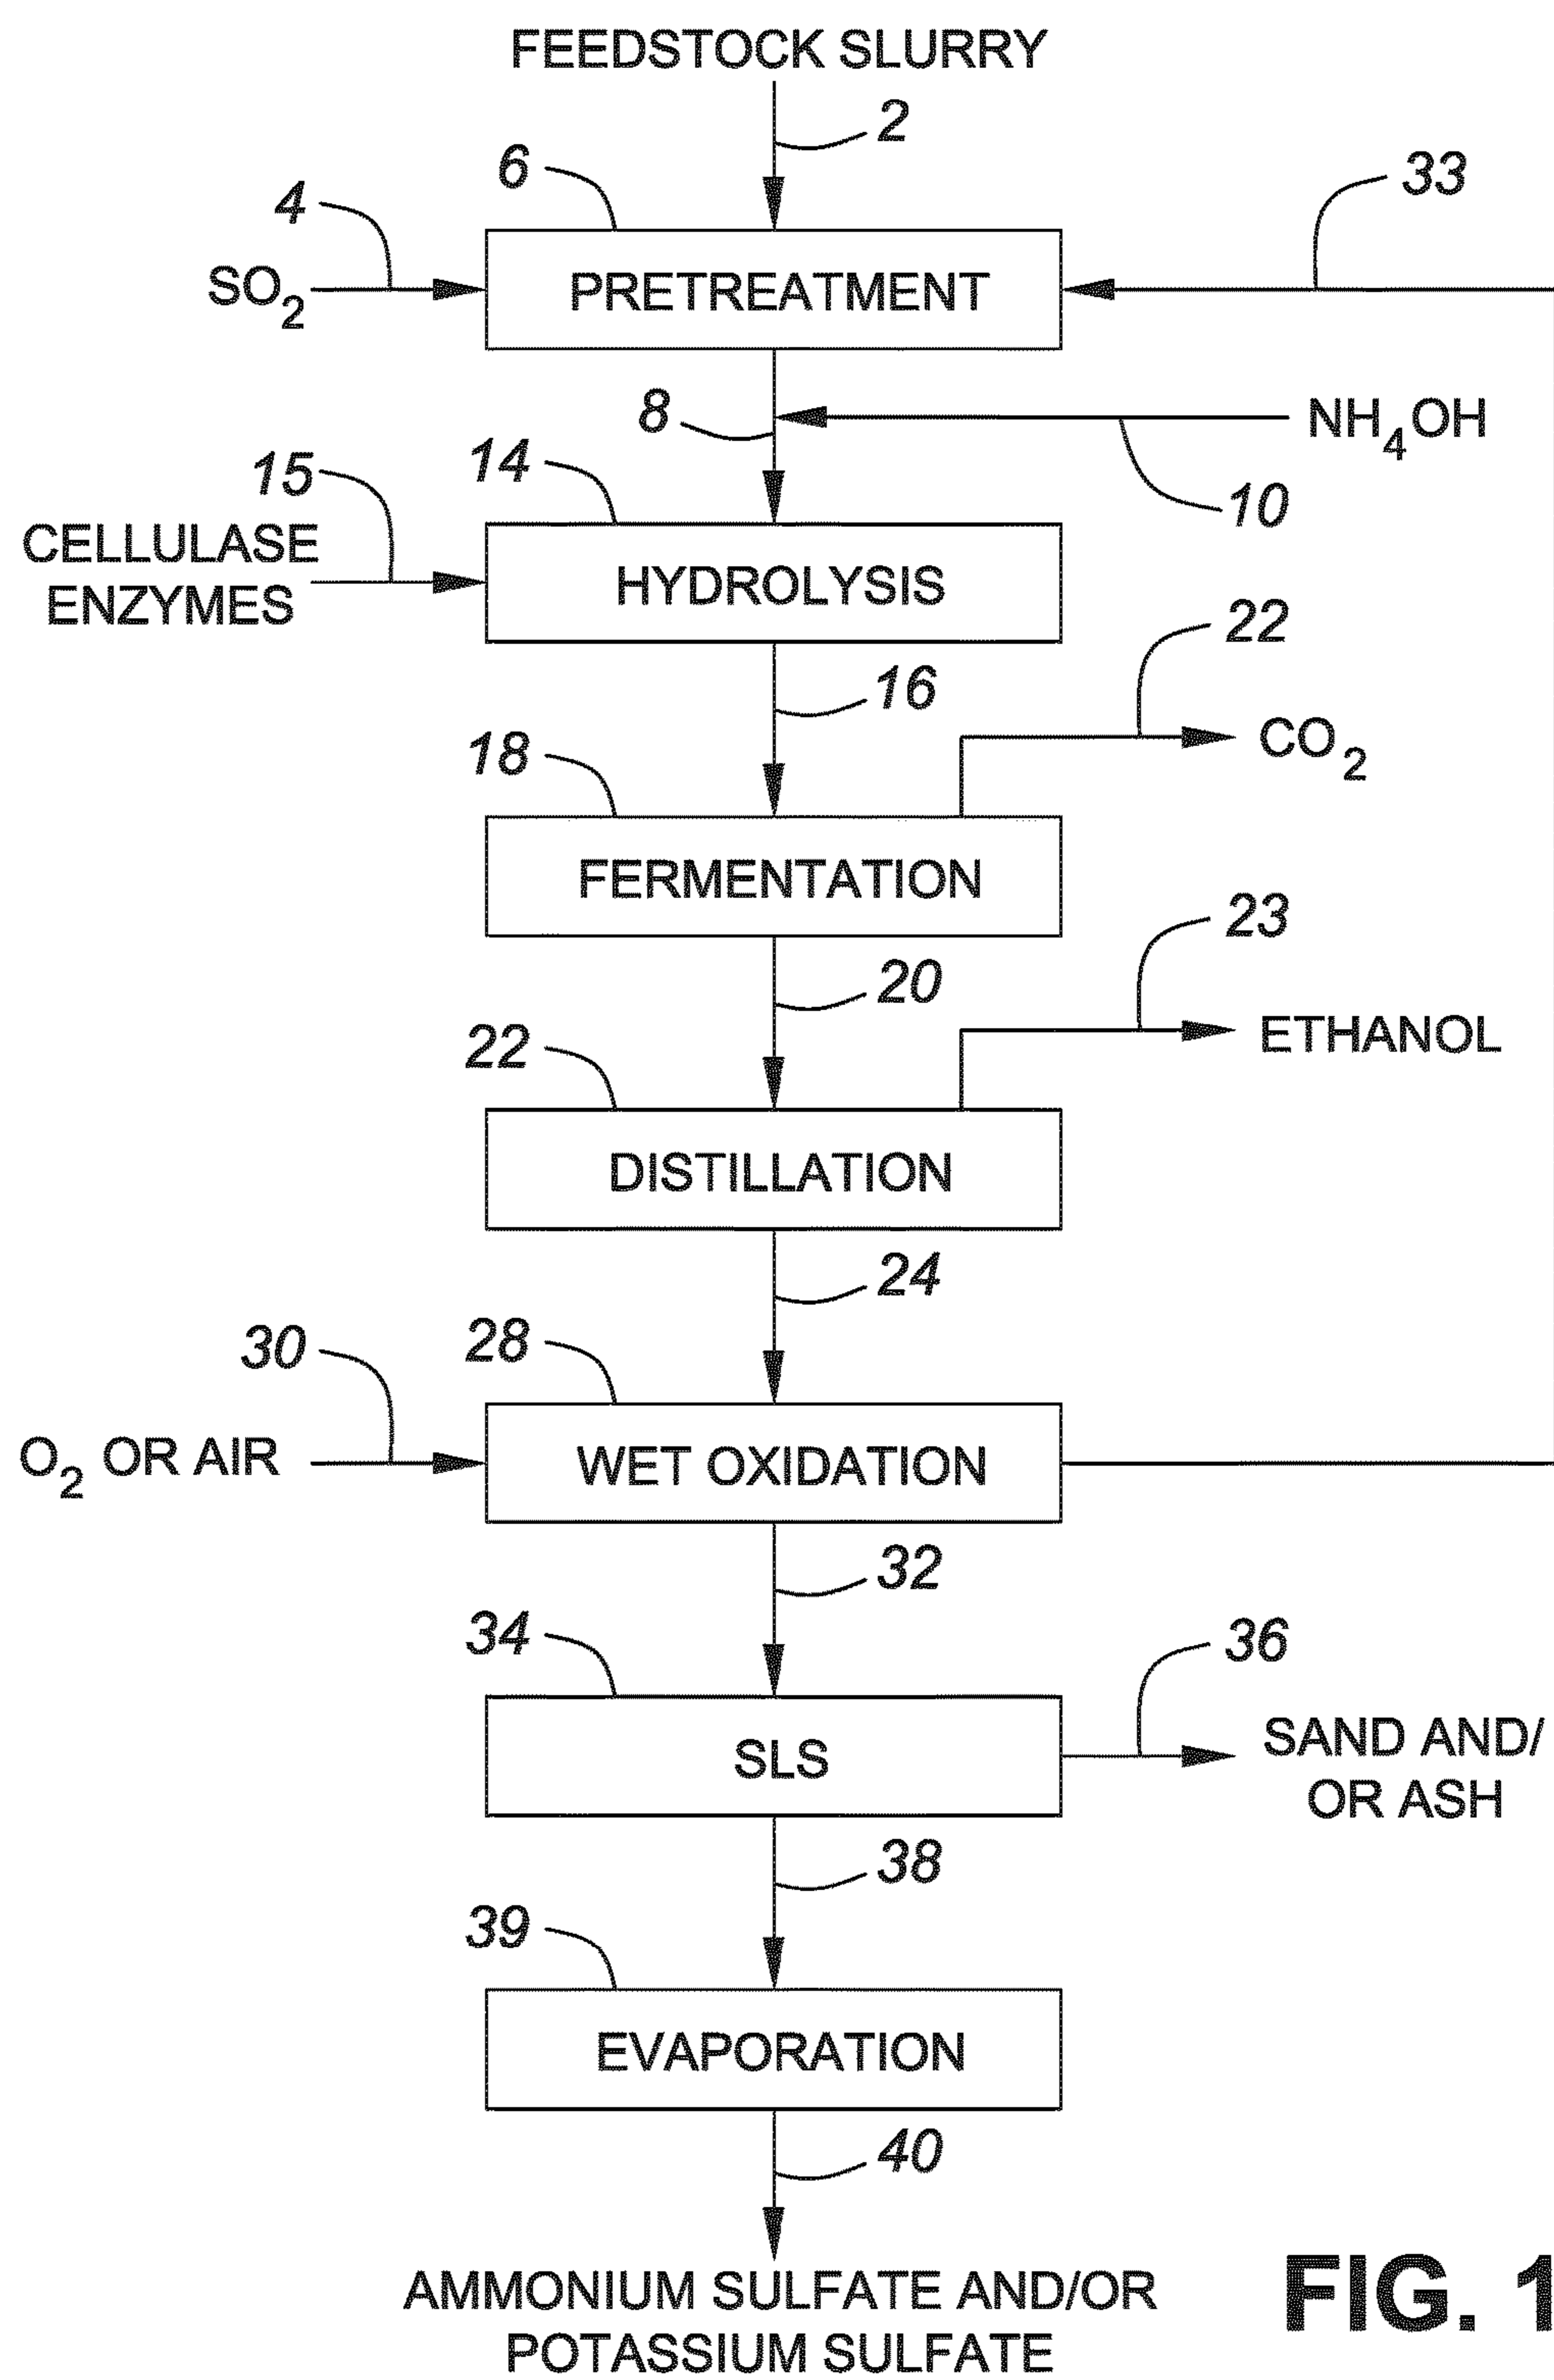 FEEDSTOCK SLURRY
2
6
33
4
SO2
PRETREATMENT
8
NH4OH
10
15
14
CELLULASE
ENZYMES
HYDROLYSIS
22
16
CO2
18
FERMENTATION
23
20
ETHANOL
22
DISTILLATION
24
30
28
O2 OR AIR
WET OXIDATION
32
34
36
SLS
SAND AND/
OR ASH
38
39
EVAPORATION
40
AMMONIUM SULFATE AND/OR
POTASSIUM SULFATE
FIG. 1